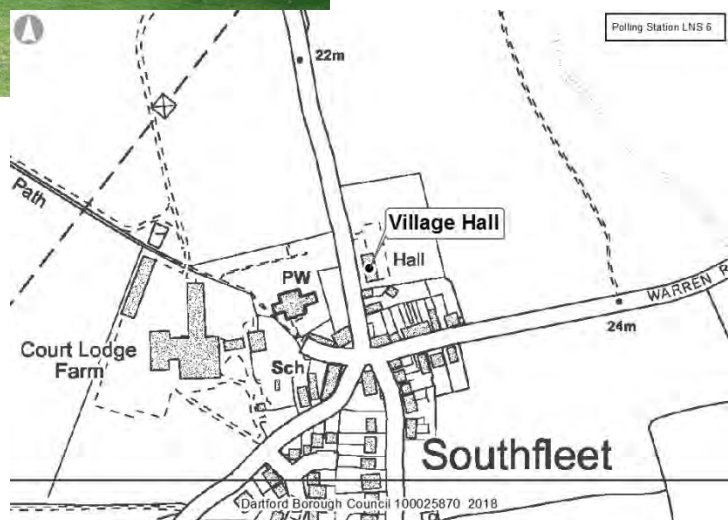 Polling Station LNS 6
22m
Path
Village Hall
Hall
PW
WARREN
24m
Court Lodge
Farm
Sch
Southfleet
Dartford Borough Council 100025870 2018